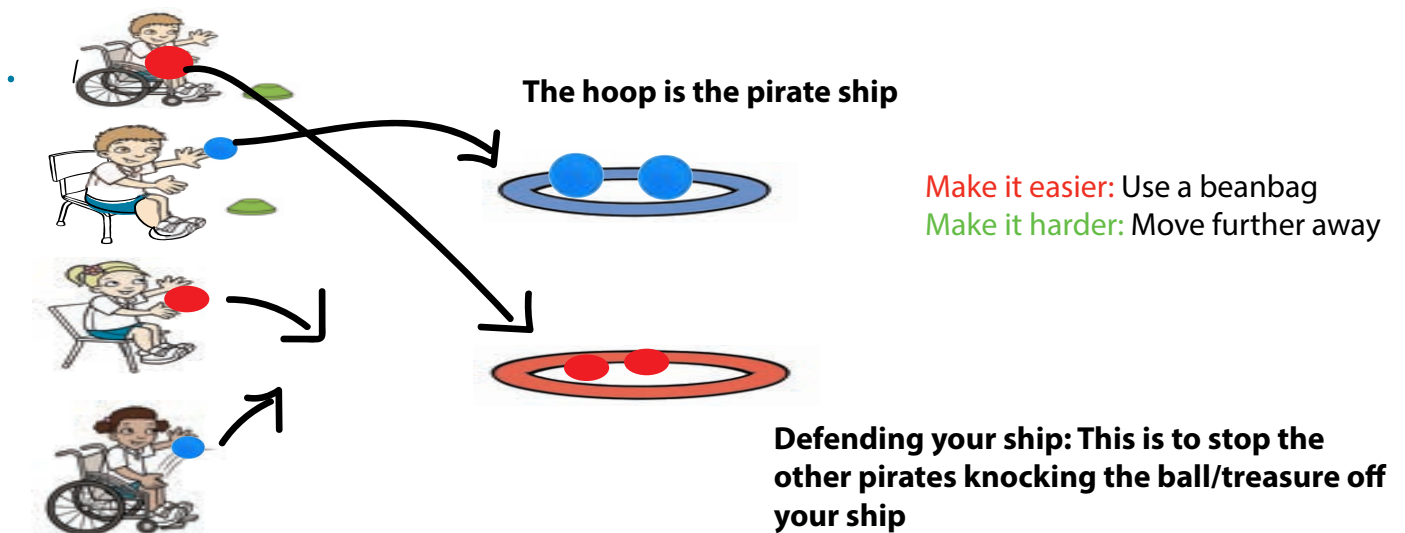 The hoop is the pirate ship
Make it easier: Use a beanbag
Make it harder: Move further away
Defending your ship: This is to stop the
other pirates knocking the ball/treasure off
your ship